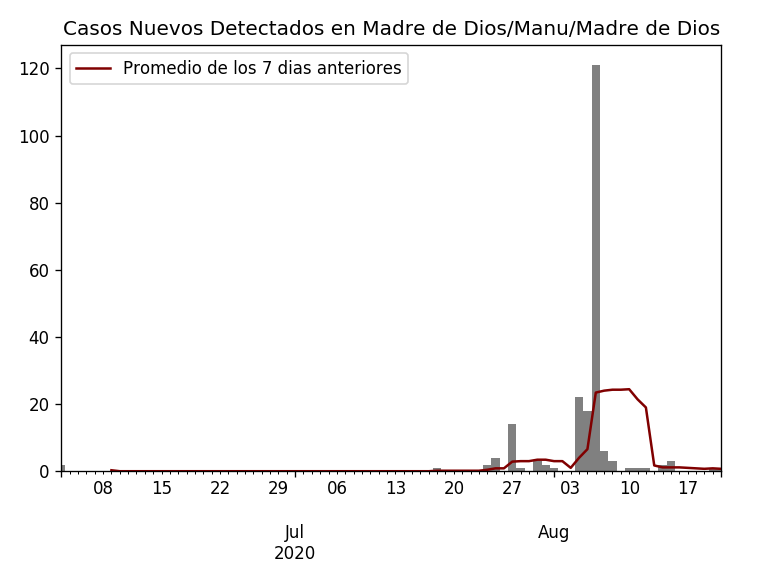 Casos Nuevos Detectados en Madre de Dios/Manu/Madre de Dios
Promedio de los 7 dias anteriores
120
100
80
60
40
20
0
08 15 22 29 06 13 20 27 03 10 17
Jul Aug
2020